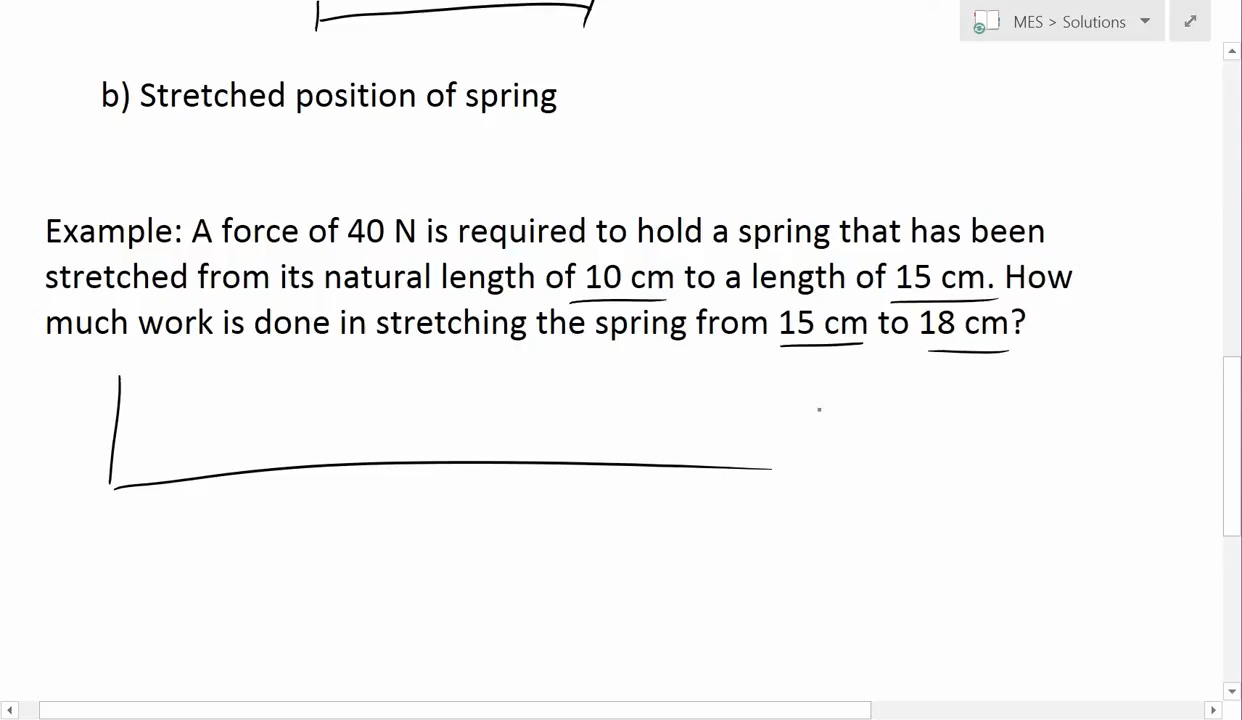 MES > Solutions
b) Stretched position of spring
Example: A force of 40 N is required to hold a spring that has been
stretched from its natural length of 10 cm to a length of 15 cm. How
much work is done in stretching the spring from 15 cm to 18 cm?